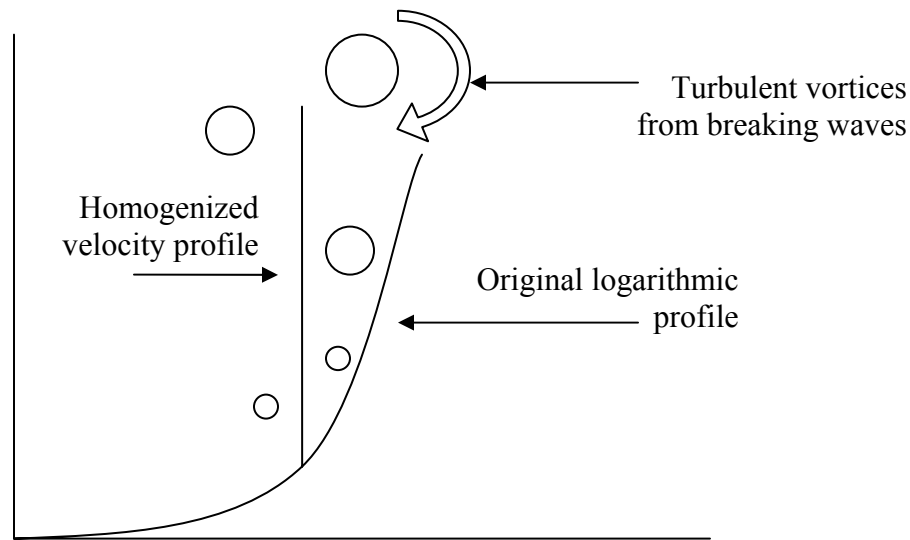 Turbulent vortices
from breaking waves
Homogenized
velocity profile
Original logarithmic
profile